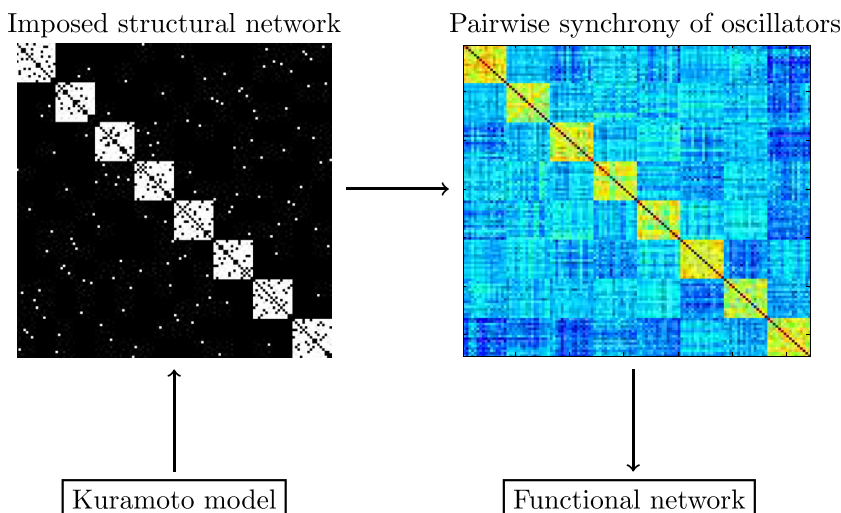 Imposed structural network
Pairwise synchrony of oscillators
Kuramoto model
Functional network